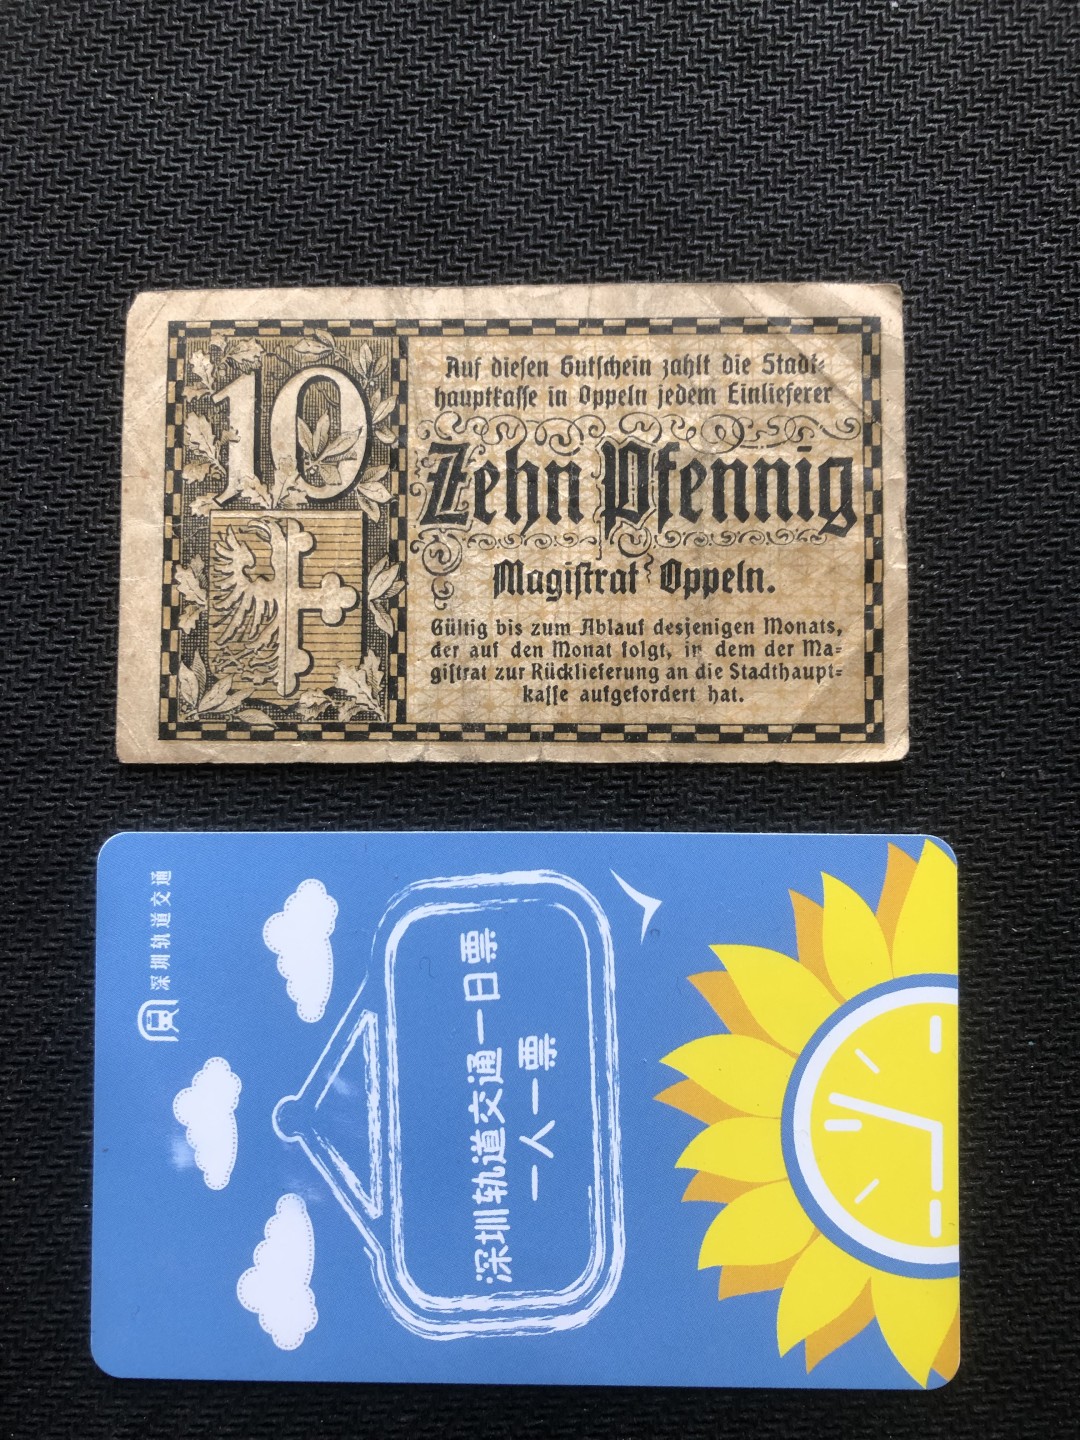 10
Auf diesen Gutschein zahlt die Stadt-
hauptkasse in Oppeln jedem Einlieferer
Zehn Pfennig
Magistrat Oppeln.
Gültig bis zum Ablauf desjenigen Monats,
der auf den Monat folgt, in dem der Ma-
gistrat zur Rücklieferung an die Stadthaupt-
kasse aufgefordert hat.
深圳轨道交通
深圳轨道交通一日票
一人一票